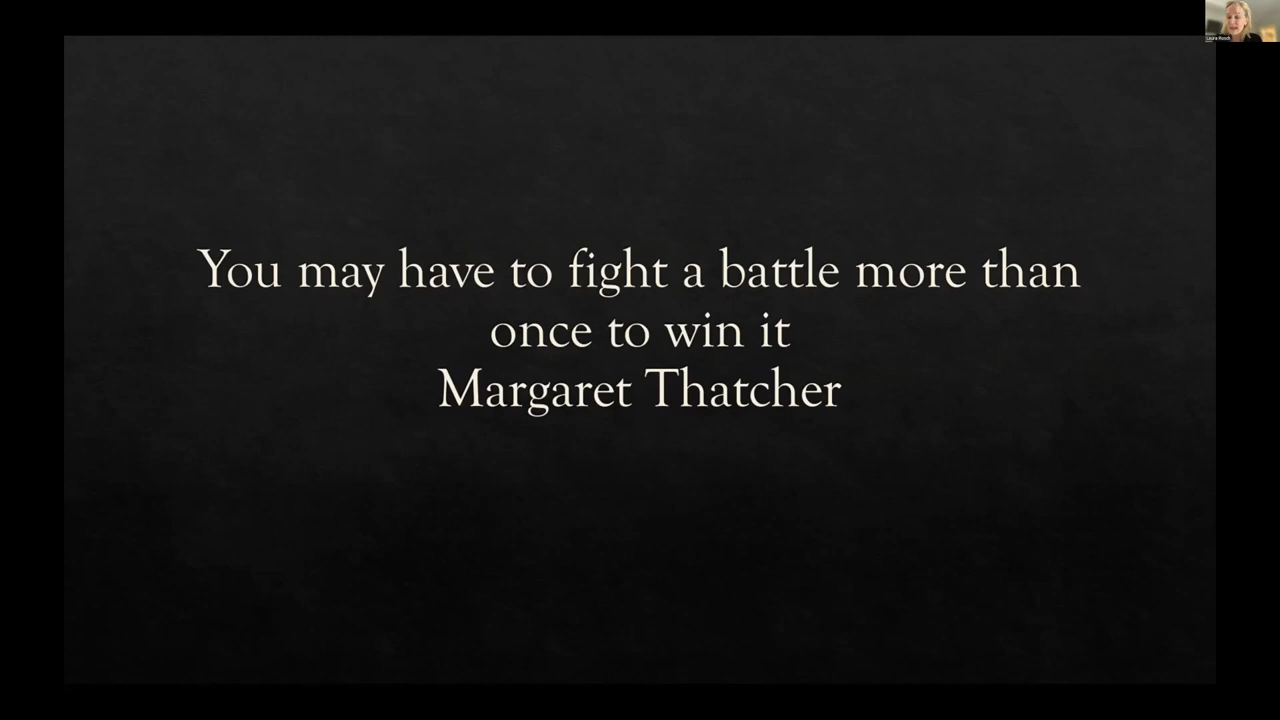 You may have to fight a battle more than
once to win it
Margaret Thatcher